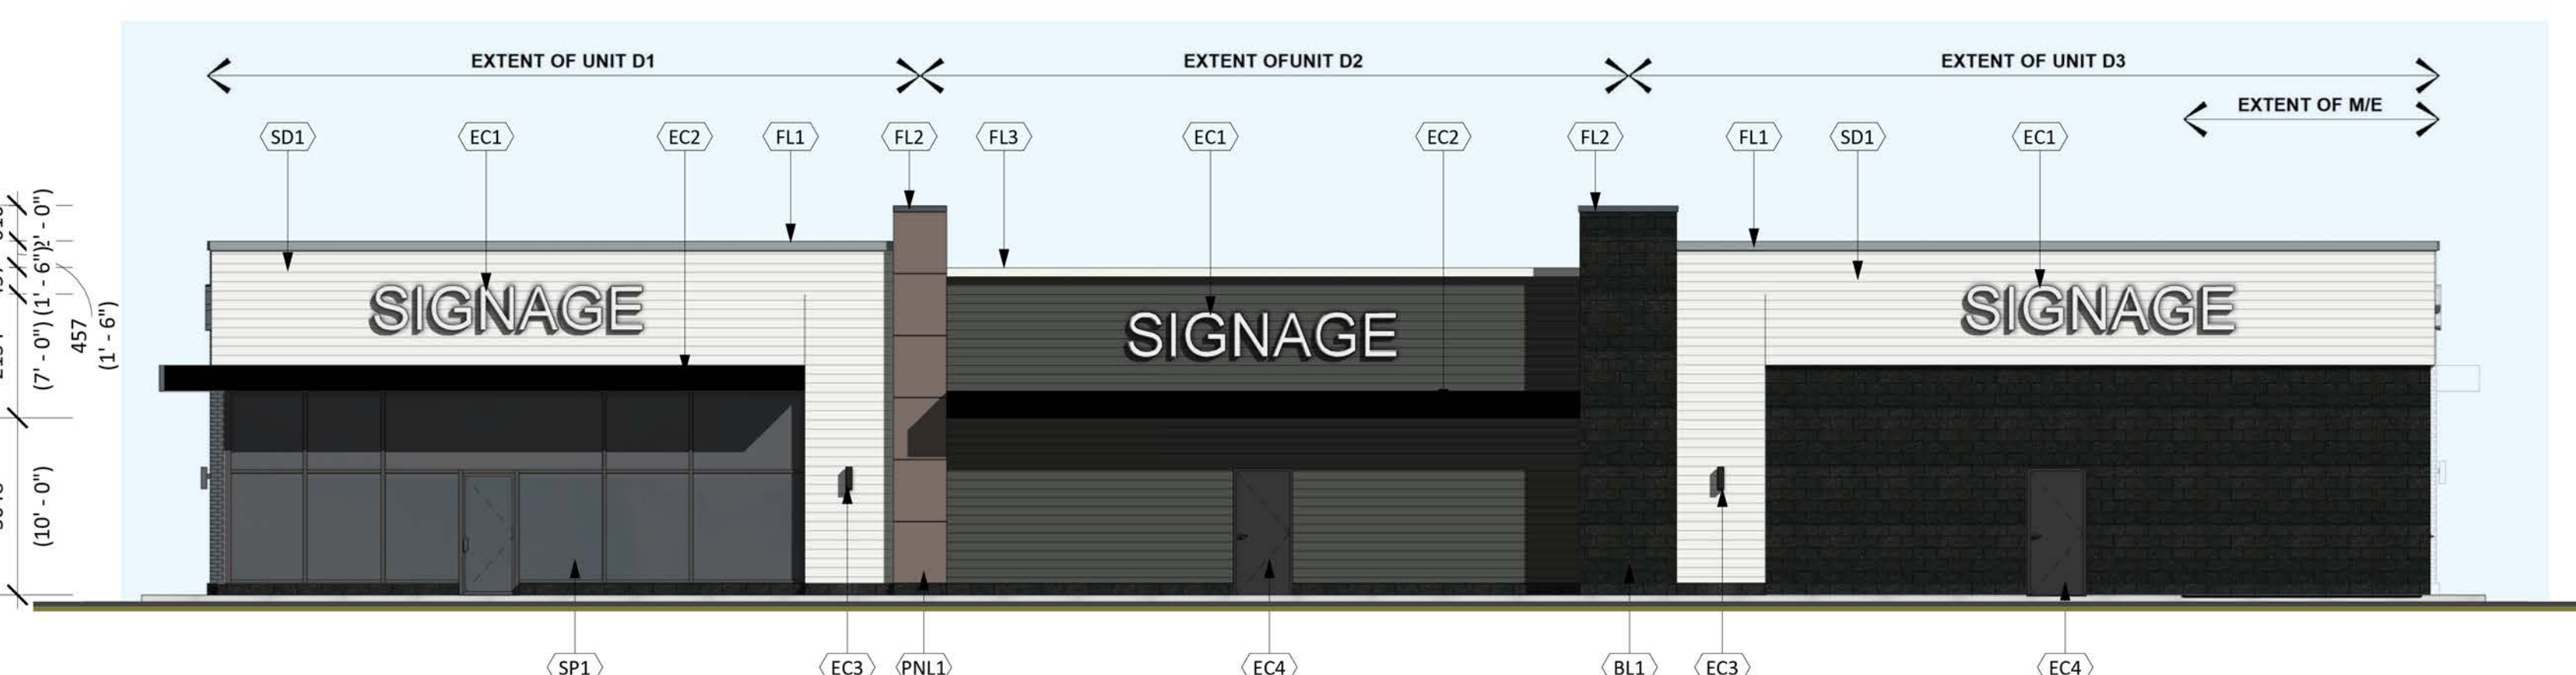 EXTENT OF UNIT D1
EXTENT OFUNIT D2
EXTENT OF UNIT D3
EXTENT OF M/E
SD1
EC1
EC2
FL1
FL2
FL3
EC1
EC2
FL2
FL1
SD1
EC1
SIGNAGE
SIGNAGE
SIGNAGE
(1' - 6")
457
(1' - 6")
(7' - 0")
(10' - 0")
SP1
EC3
PNL1
EC4
BL1
EC3
EC4